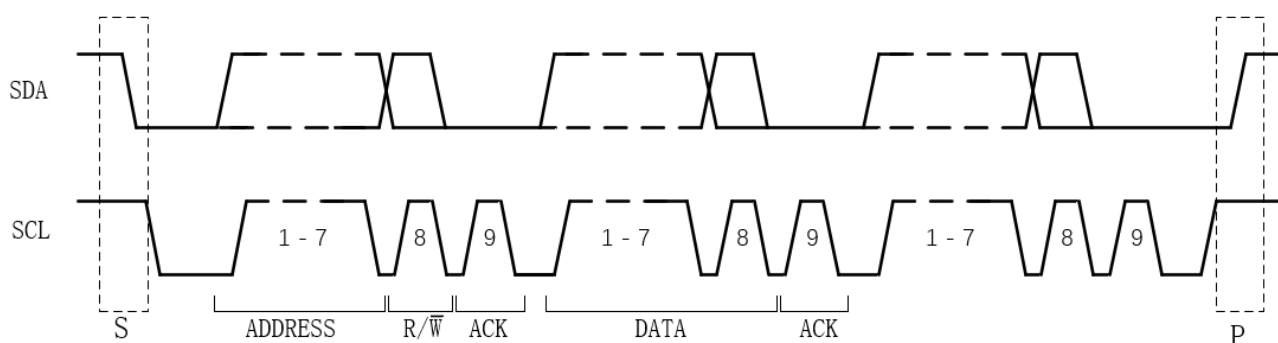 SDA
SCL
1-7 8 9 1-7 8 9 1-7 8 9
S ADDRESS R/W̅ ACK DATA ACK P